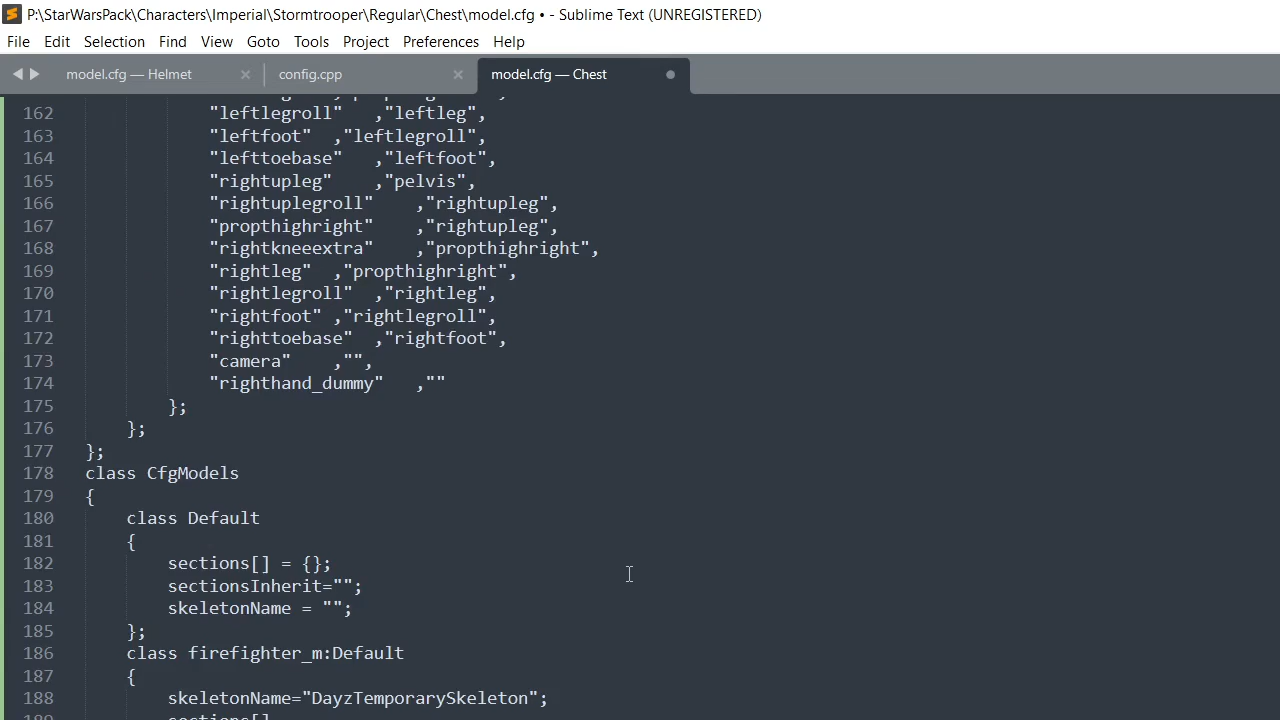 P:\StarWarsPack\Characters\Imperial\Stormtrooper\Regular\Chest\model.cfg • - Sublime Text (UNREGISTERED)
File Edit Selection Find View Goto Tools Project Preferences Help
model.cfg — Helmet config.cpp model.cfg — Chest
162 "leftlegroll" ,"leftleg",
163 "leftfoot" ,"leftlegroll",
164 "lefttoebase" ,"leftfoot",
165 "rightupleg" ,"pelvis",
166 "rightuplegroll" ,"rightupleg",
167 "propthighright" ,"rightupleg",
168 "rightkneeextra" ,"propthighright",
169 "rightleg" ,"propthighright",
170 "rightlegroll" ,"rightleg",
171 "rightfoot" ,"rightlegroll",
172 "righttoebase" ,"rightfoot",
173 "camera" ,"",
174 "righthand_dummy" ,""
175 };
176 };
177 };
178 class CfgModels
179 {
180 class Default
181 {
182 sections[] = {};
183 sectionsInherit="";
184 skeletonName = "";
185 };
186 class firefighter_m:Default
187 {
188 skeletonName="DayzTemporarySkeleton";
189 sections[]